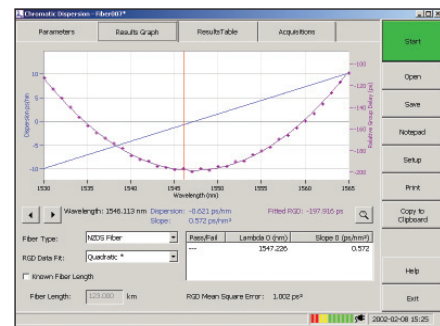 Chromatic Dispersion - Fiber007*
Parameters Results Graph ResultsTable Acquisitions
Start
Open
Save
Notepad
Setup
Print
Copy to
Clipboard
Help
Exit
Dispersion ps/nm
10
5
0
-5
-10
-100
-120
-140
-160
-180
-200
Relative Group Delay (ps)
1530 1535 1540 1545 1550 1555 1560 1565
Wavelength (nm)
Wavelength: 1546.113 nm Dispersion: -0.621 ps/nm Fitted RGD: -197.916 ps
Slope: 0.572 ps/nm²
Fiber Type: NZDS Fiber
Pass/Fail Lambda 0 (nm) Slope 0 (ps/nm²)
--- 1547.226 0.572
RGD Data Fit: Quadratic *
Known Fiber Length
Fiber Length: 123.000 km RGD Mean Square Error: 1.002 ps²
2002-02-08 15:25